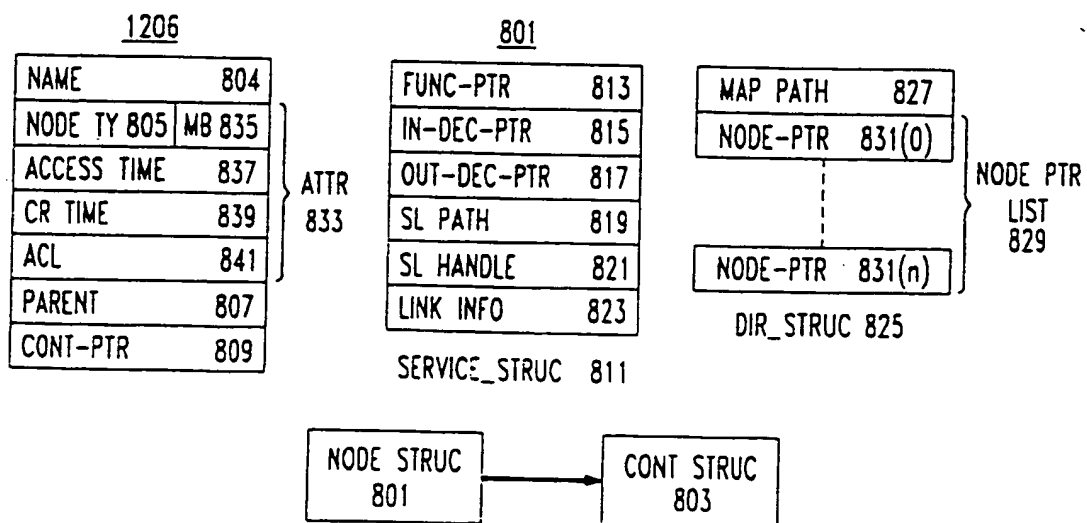 1206
NAME 804
NODE TY 805 MB 835
ACCESS TIME 837
CR TIME 839
ACL 841
PARENT 807
CONT-PTR 809
ATTR
833
801
FUNC-PTR 813
IN-DEC-PTR 815
OUT-DEC-PTR 817
SL PATH 819
SL HANDLE 821
LINK INFO 823
SERVICE_STRUC 811
MAP PATH 827
NODE-PTR 831(0)
NODE-PTR 831(n)
NODE PTR
LIST
829
DIR_STRUC 825
NODE STRUC
801
CONT STRUC
803